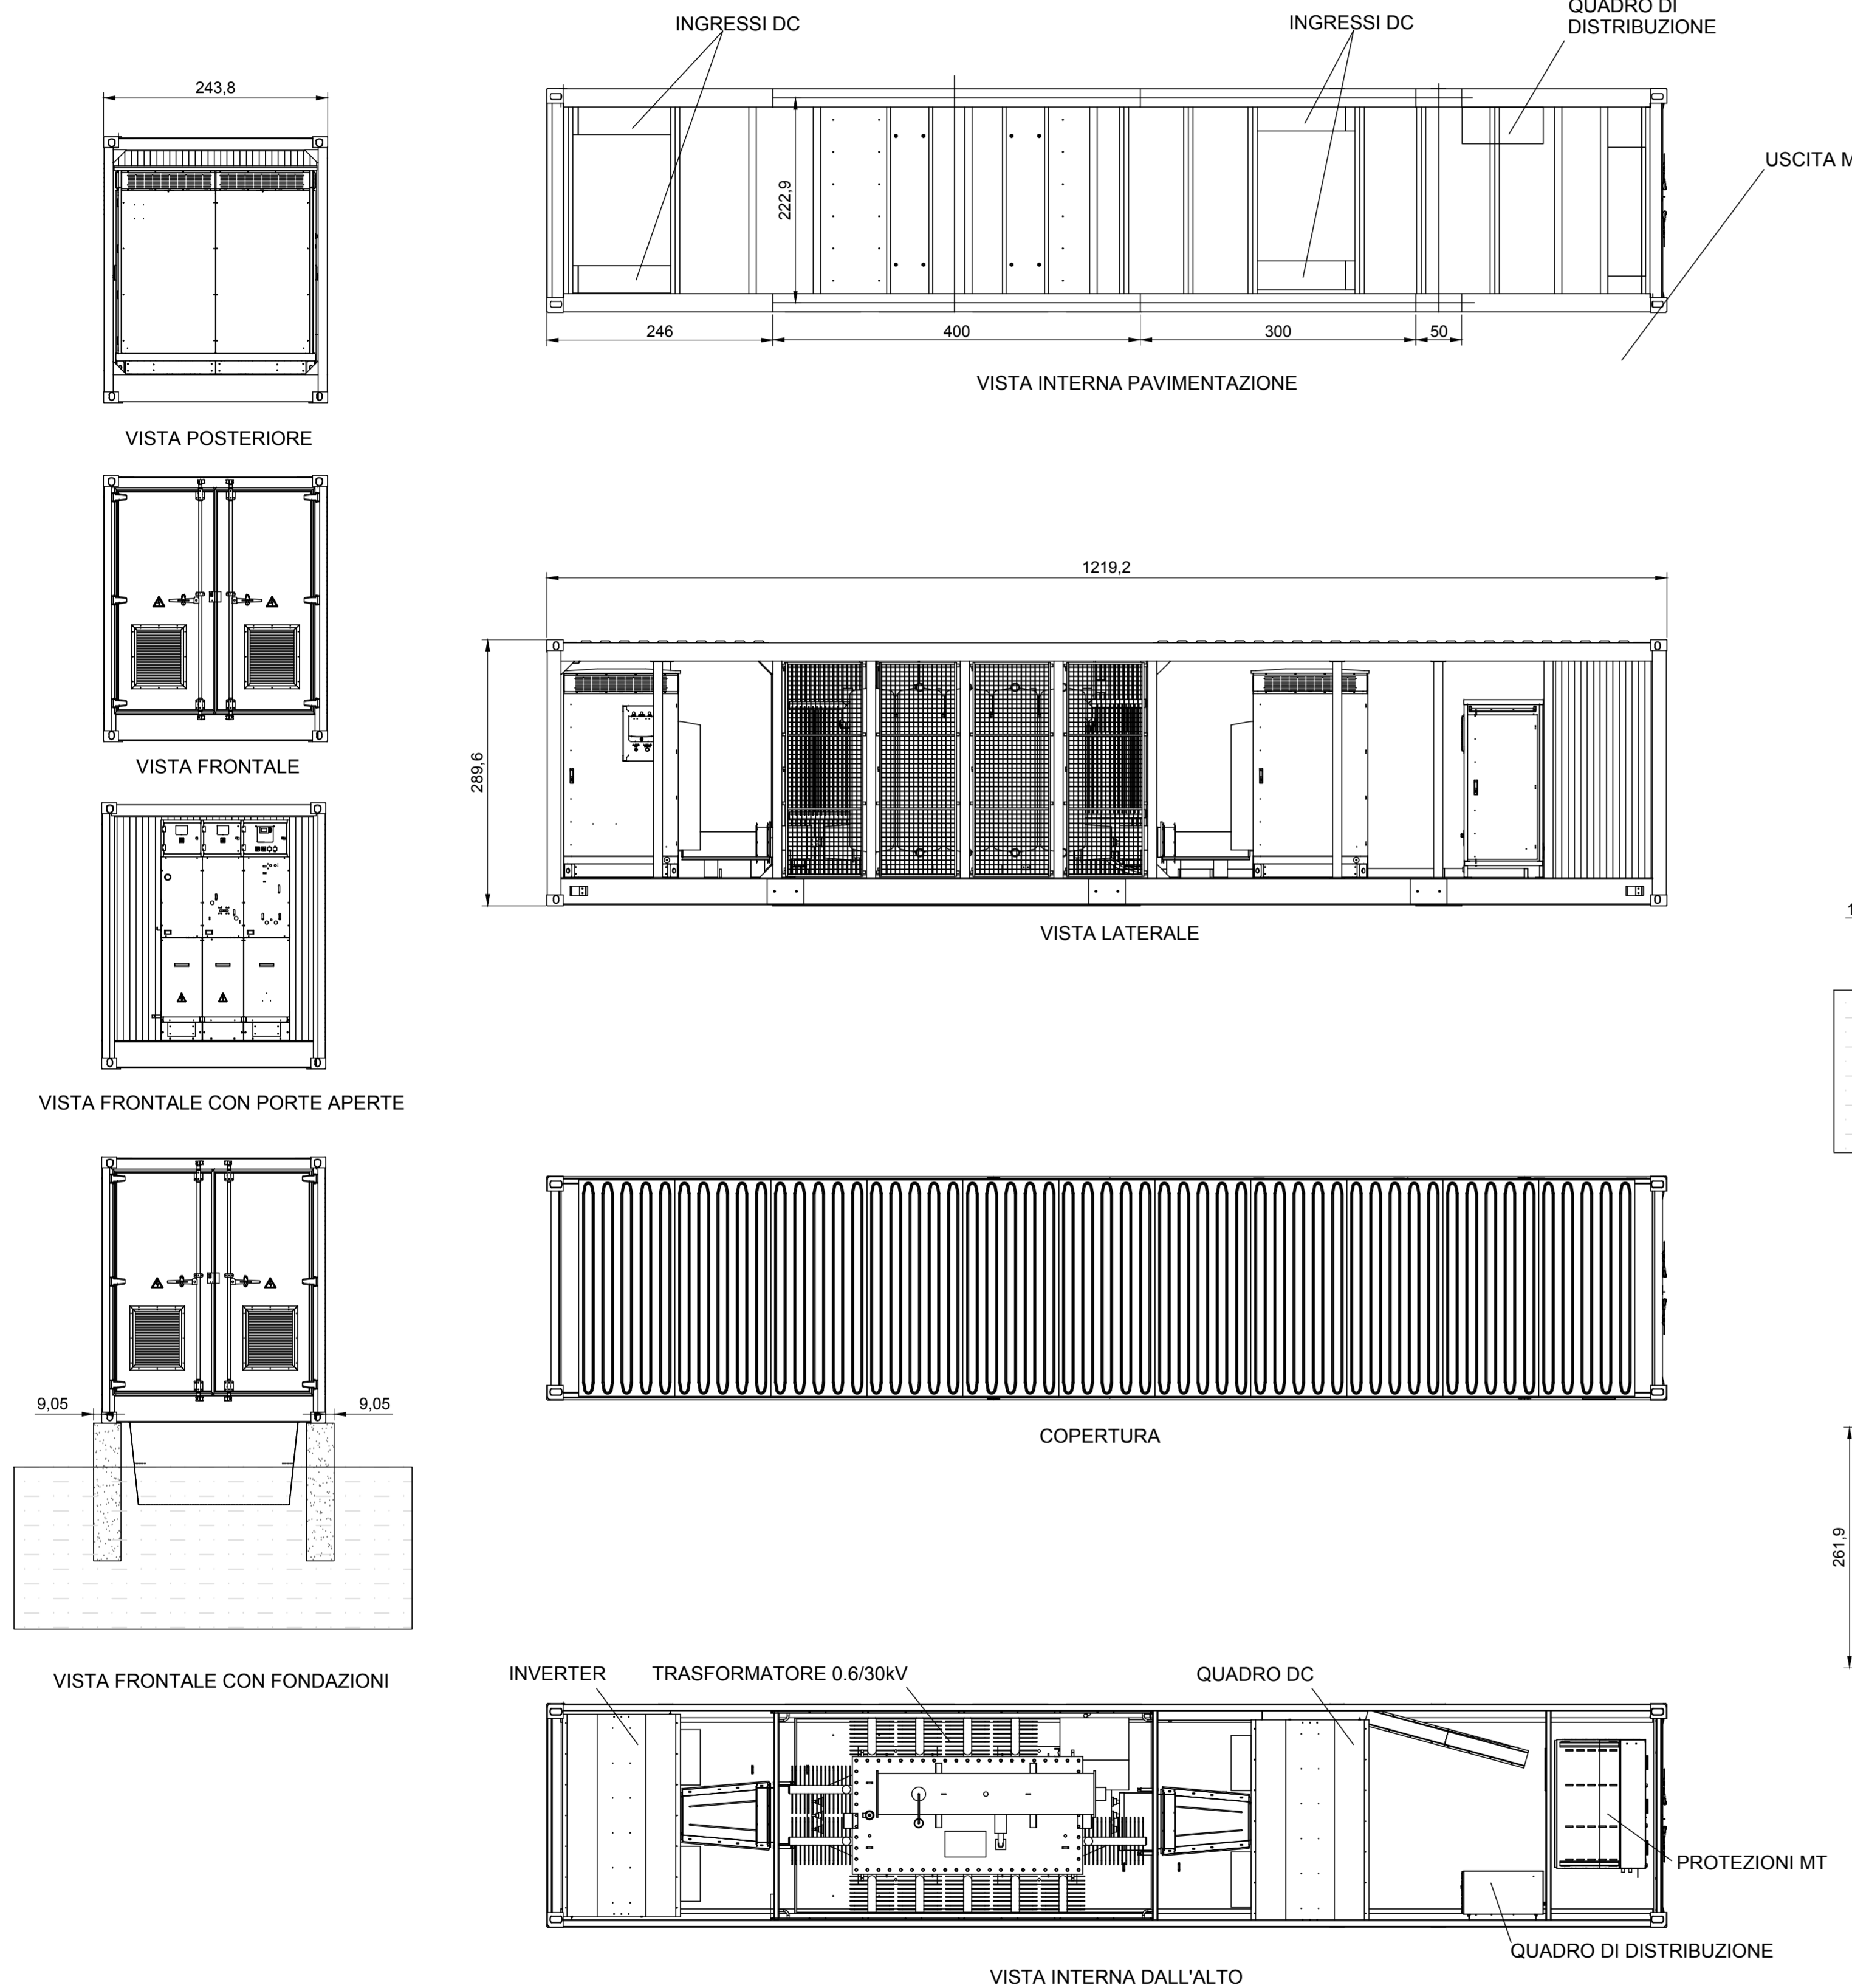 QUADRO DI
DISTRIBUZIONE
INGRESSI DC
INGRESSI DC
243,8
USCITA M
222,9
246
400
300
50
VISTA INTERNA PAVIMENTAZIONE
VISTA POSTERIORE
1219,2
289,6
VISTA FRONTALE
VISTA LATERALE
1
VISTA FRONTALE CON PORTE APERTE
9,05
9,05
COPERTURA
261,9
VISTA FRONTALE CON FONDAZIONI
INVERTER
TRASFORMATORE 0.6/30kV
QUADRO DC
PROTEZIONI MT
QUADRO DI DISTRIBUZIONE
VISTA INTERNA DALL'ALTO